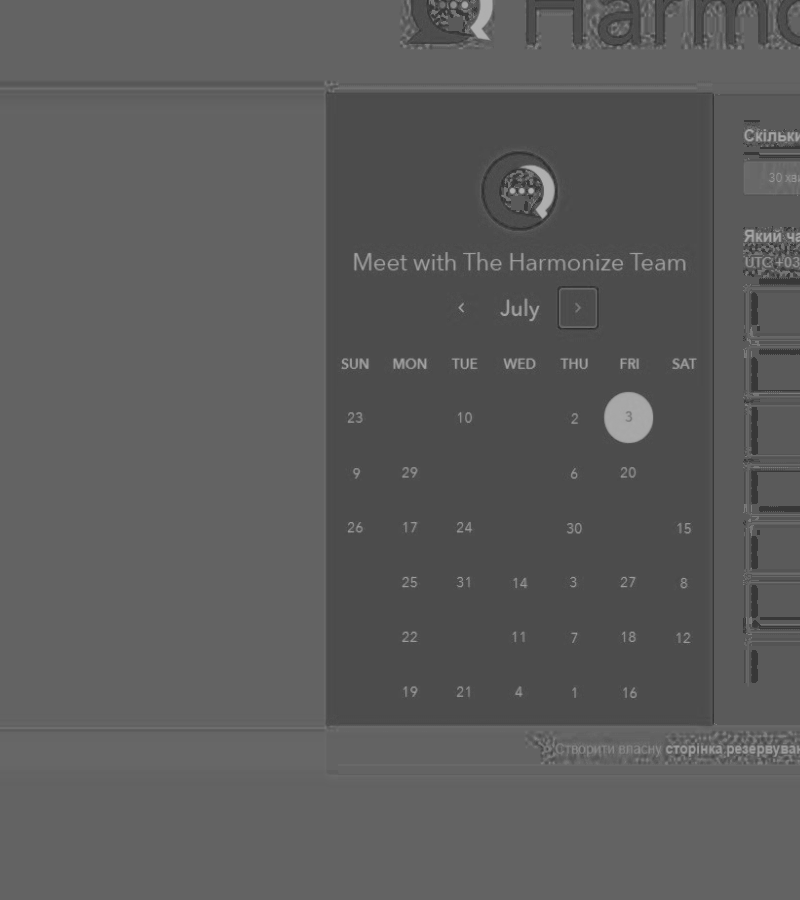 Harmo
Скільки
30 хв
Який ча
UTC +03
Meet with The Harmonize Team
July
SUN MON TUE WED THU FRI SAT
23 10 2 3
9 29 6 20
26 17 24 30 15
25 31 14 3 27 8
22 11 7 18 12
19 21 4 1 16
Створити власну сторінка резервуван